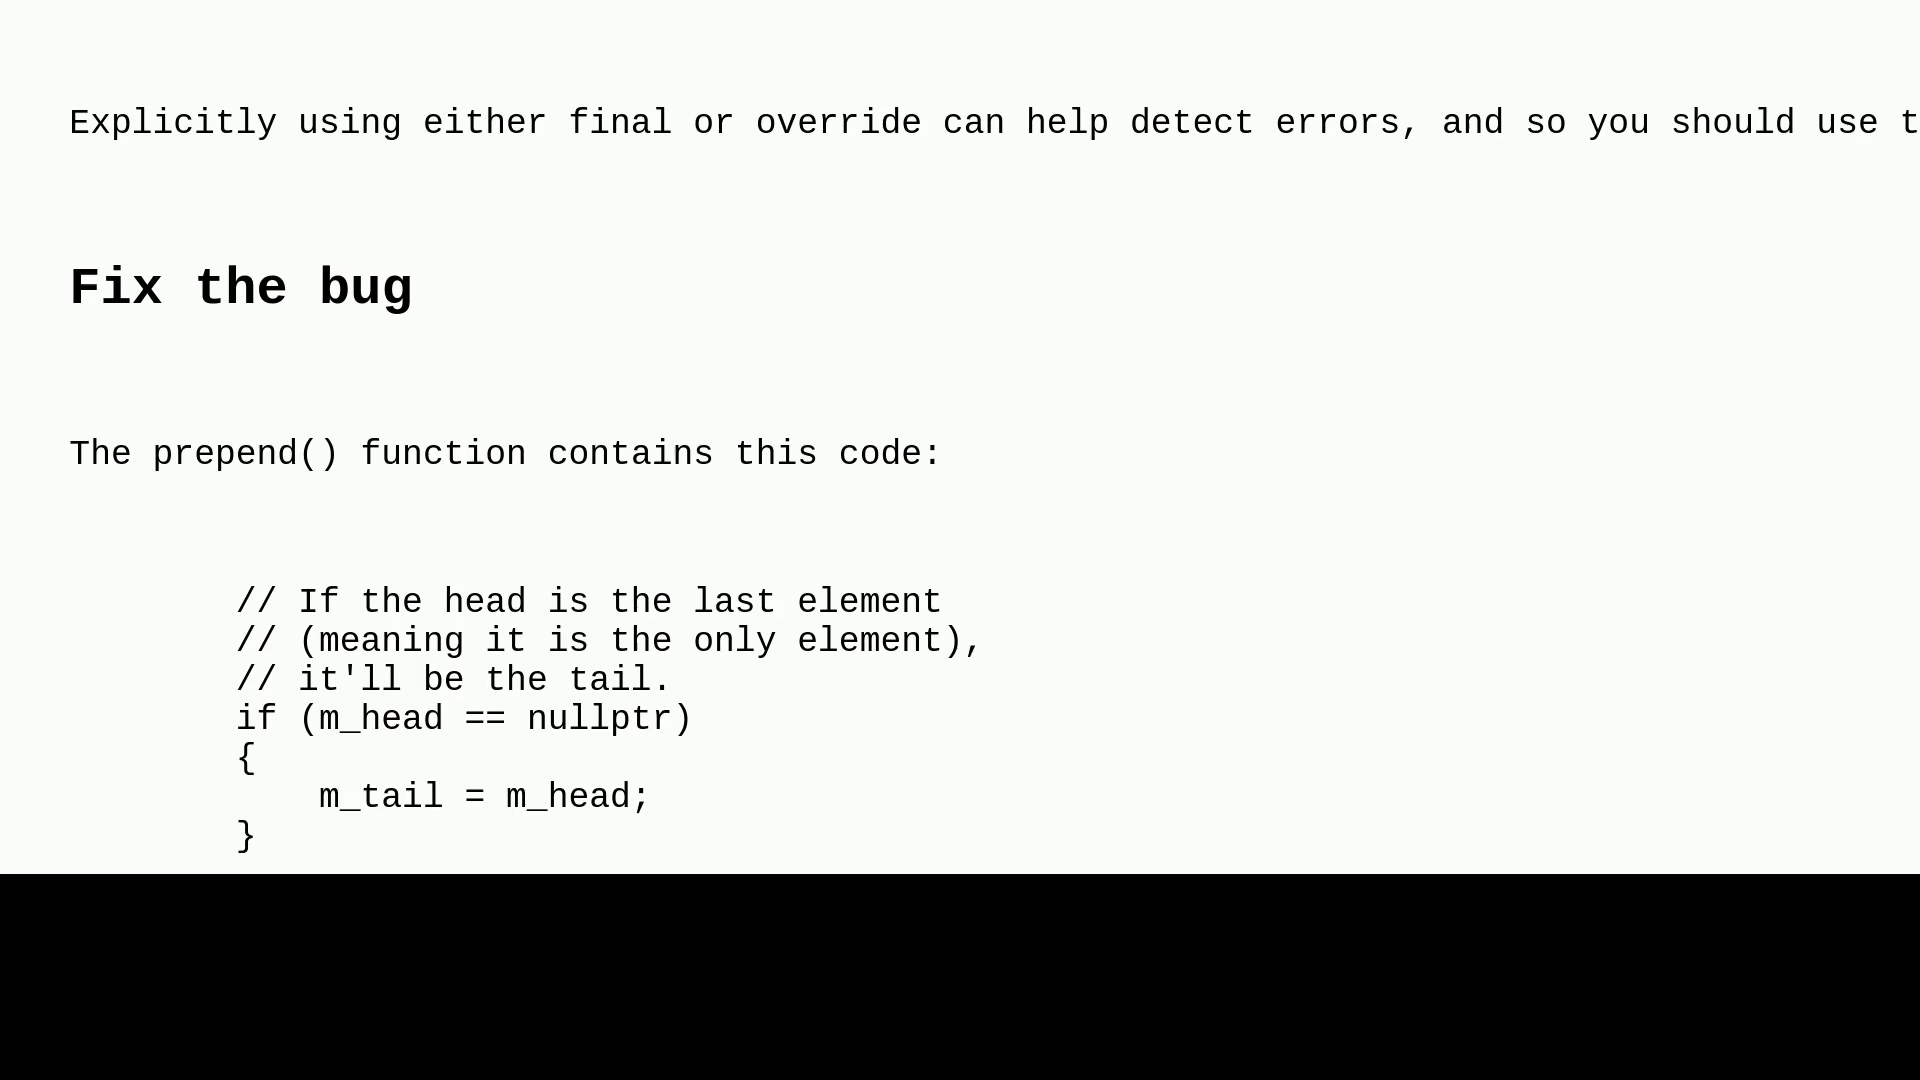 Explicitly using either final or override can help detect errors, and so you should use
Fix the bug
The prepend() function contains this code:
// If the head is the last element
// (meaning it is the only element),
// it'll be the tail.
if (m_head == nullptr)
{
m_tail = m_head;
}